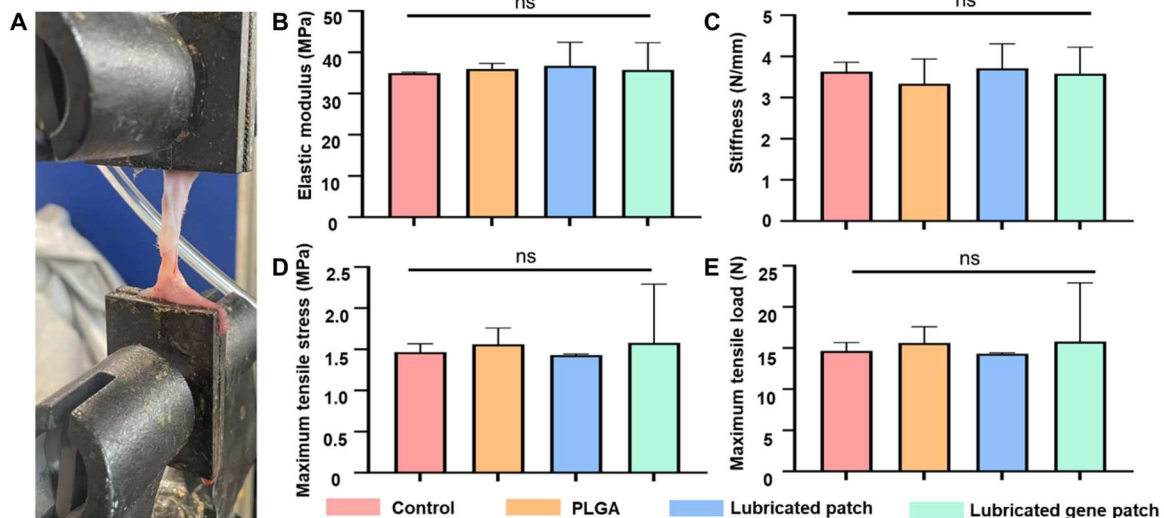 A
B
Elastic modulus (MPa)
50
40
30
20
10
0
ns
C
Stiffness (N/mm)
5
4
3
2
1
0
ns
D
Maximum tensile stress (MPa)
2.5
2.0
1.5
1.0
0.5
0
ns
E
Maximum tensile load (N)
25
20
15
10
5
0
ns
Control
PLGA
Lubricated patch
Lubricated gene patch